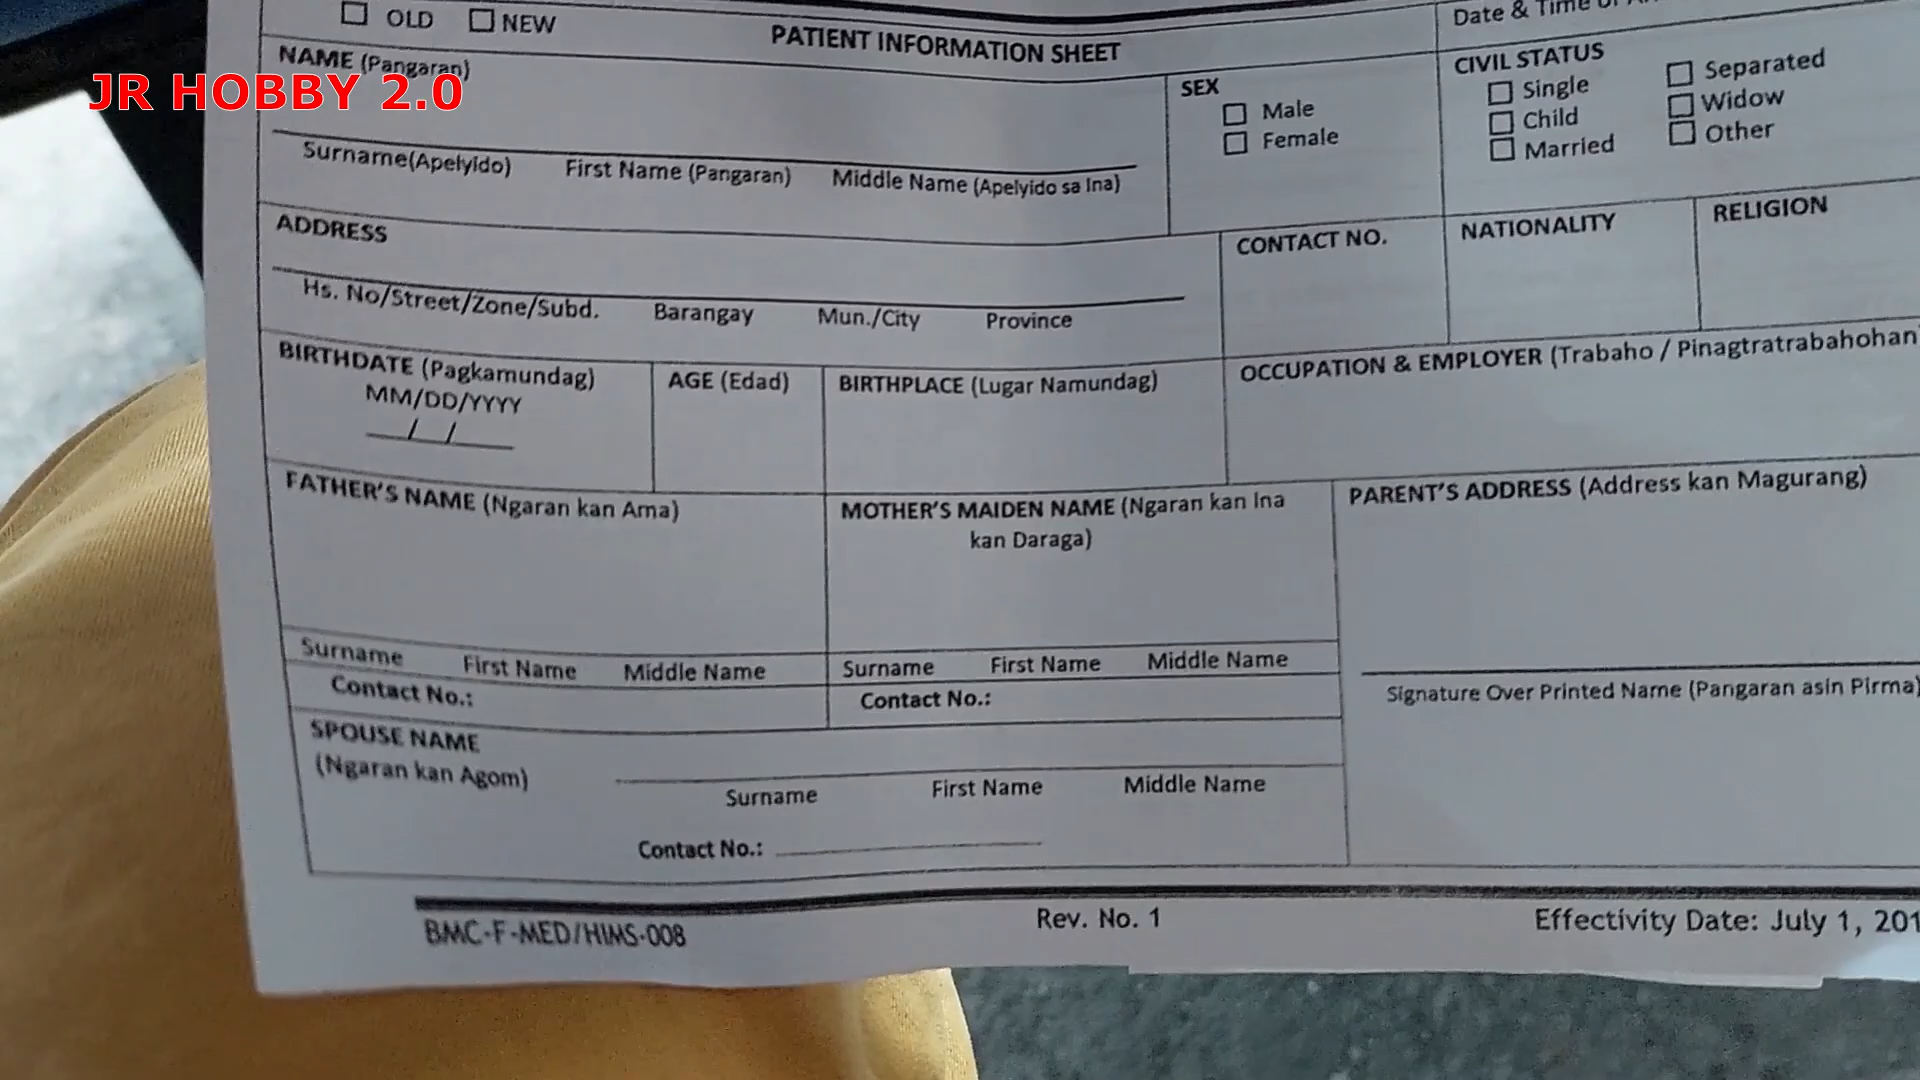 OLD NEW
PATIENT INFORMATION SHEET
Date & Time of
NAME (Pangaran)
JR HOBBY 2.0
Surname(Apelyido) First Name (Pangaran) Middle Name (Apelyido sa Ina)
SEX
Male
Female
CIVIL STATUS
Single Separated
Child Widow
Married Other
ADDRESS
Hs. No/Street/Zone/Subd. Barangay Mun./City Province
CONTACT NO.
NATIONALITY
RELIGION
BIRTHDATE (Pagkamundag)
MM/DD/YYYY
__/__/____
AGE (Edad)
BIRTHPLACE (Lugar Namundag)
OCCUPATION & EMPLOYER (Trabaho / Pinagtratrabahohan)
FATHER'S NAME (Ngaran kan Ama)
Surname First Name Middle Name
Contact No.:
MOTHER'S MAIDEN NAME (Ngaran kan Ina
kan Daraga)
Surname First Name Middle Name
Contact No.:
PARENT'S ADDRESS (Address kan Magurang)
Signature Over Printed Name (Pangaran asin Pirma)
SPOUSE NAME
(Ngaran kan Agom)
Surname First Name Middle Name
Contact No.:
BMC-F-MED/HIMS-008
Rev. No. 1
Effectivity Date: July 1, 201